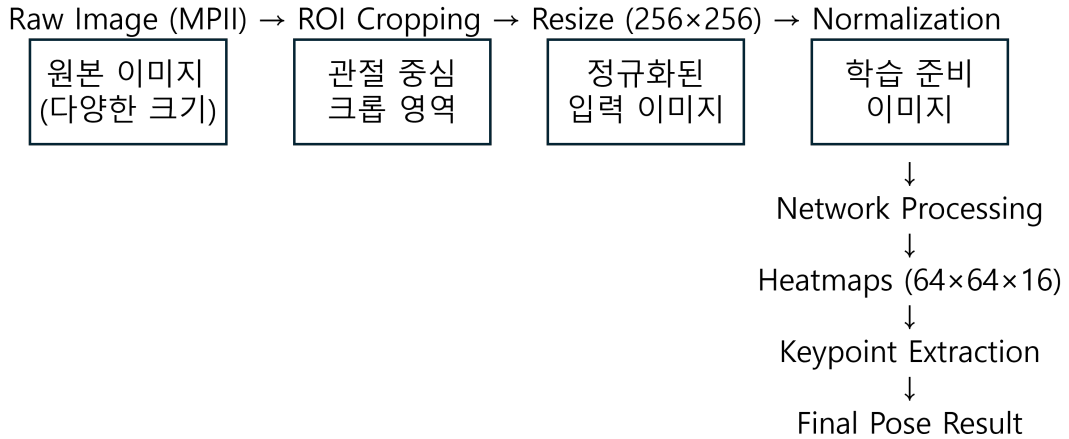 Raw Image (MPII) → ROI Cropping → Resize (256×256) → Normalization
원본 이미지
(다양한 크기)
관절 중심
크롭 영역
정규화된
입력 이미지
학습 준비
이미지
↓
Network Processing
↓
Heatmaps (64×64×16)
↓
Keypoint Extraction
↓
Final Pose Result